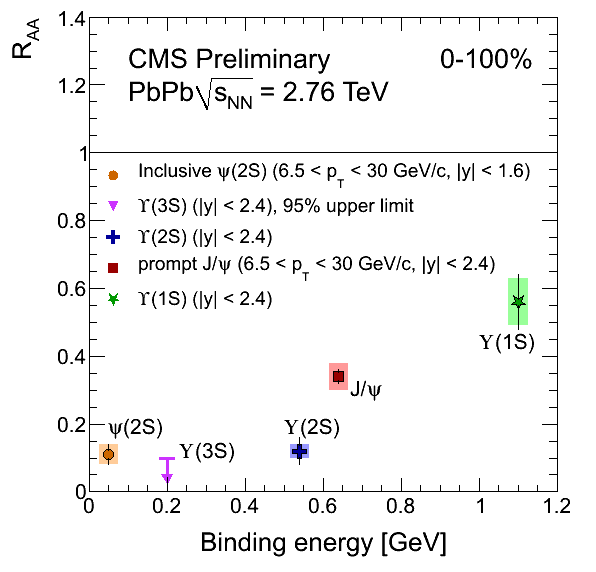 R_AA
1.4
CMS Preliminary 0-100%
PbPb√s_NN = 2.76 TeV
1.2
1
Inclusive ψ(2S) (6.5 < p_T < 30 GeV/c, |y| < 1.6)
ϒ(3S) (|y| < 2.4), 95% upper limit
0.8
ϒ(2S) (|y| < 2.4)
prompt J/ψ (6.5 < p_T < 30 GeV/c, |y| < 2.4)
ϒ(1S) (|y| < 2.4)
0.6
ϒ(1S)
0.4
J/ψ
0.2
ψ(2S)
ϒ(3S)
ϒ(2S)
0
0 0.2 0.4 0.6 0.8 1 1.2
Binding energy [GeV]